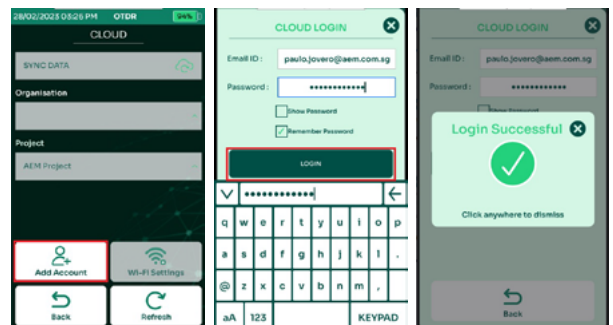 28/02/2023 03:26 PM OTDR 94%
CLOUD
SYNC DATA
Organisation
Project
AEM Project
Add Account
Wi-Fi Settings
Back
Refresh
CLOUD LOGIN
Email ID : paulo.jovero@aem.com.sg
Password : ************
Show Password
Remember Password
LOGIN
************
q w e r t y u i o p
a s d f g h j k l .
@ z x c v b n m ,
aA 123 KEYPAD
CLOUD LOGIN
Email ID : paulo.jovero@aem.com.sg
Password : ************
Show Password
Login Successful
Click anywhere to dismiss
Back